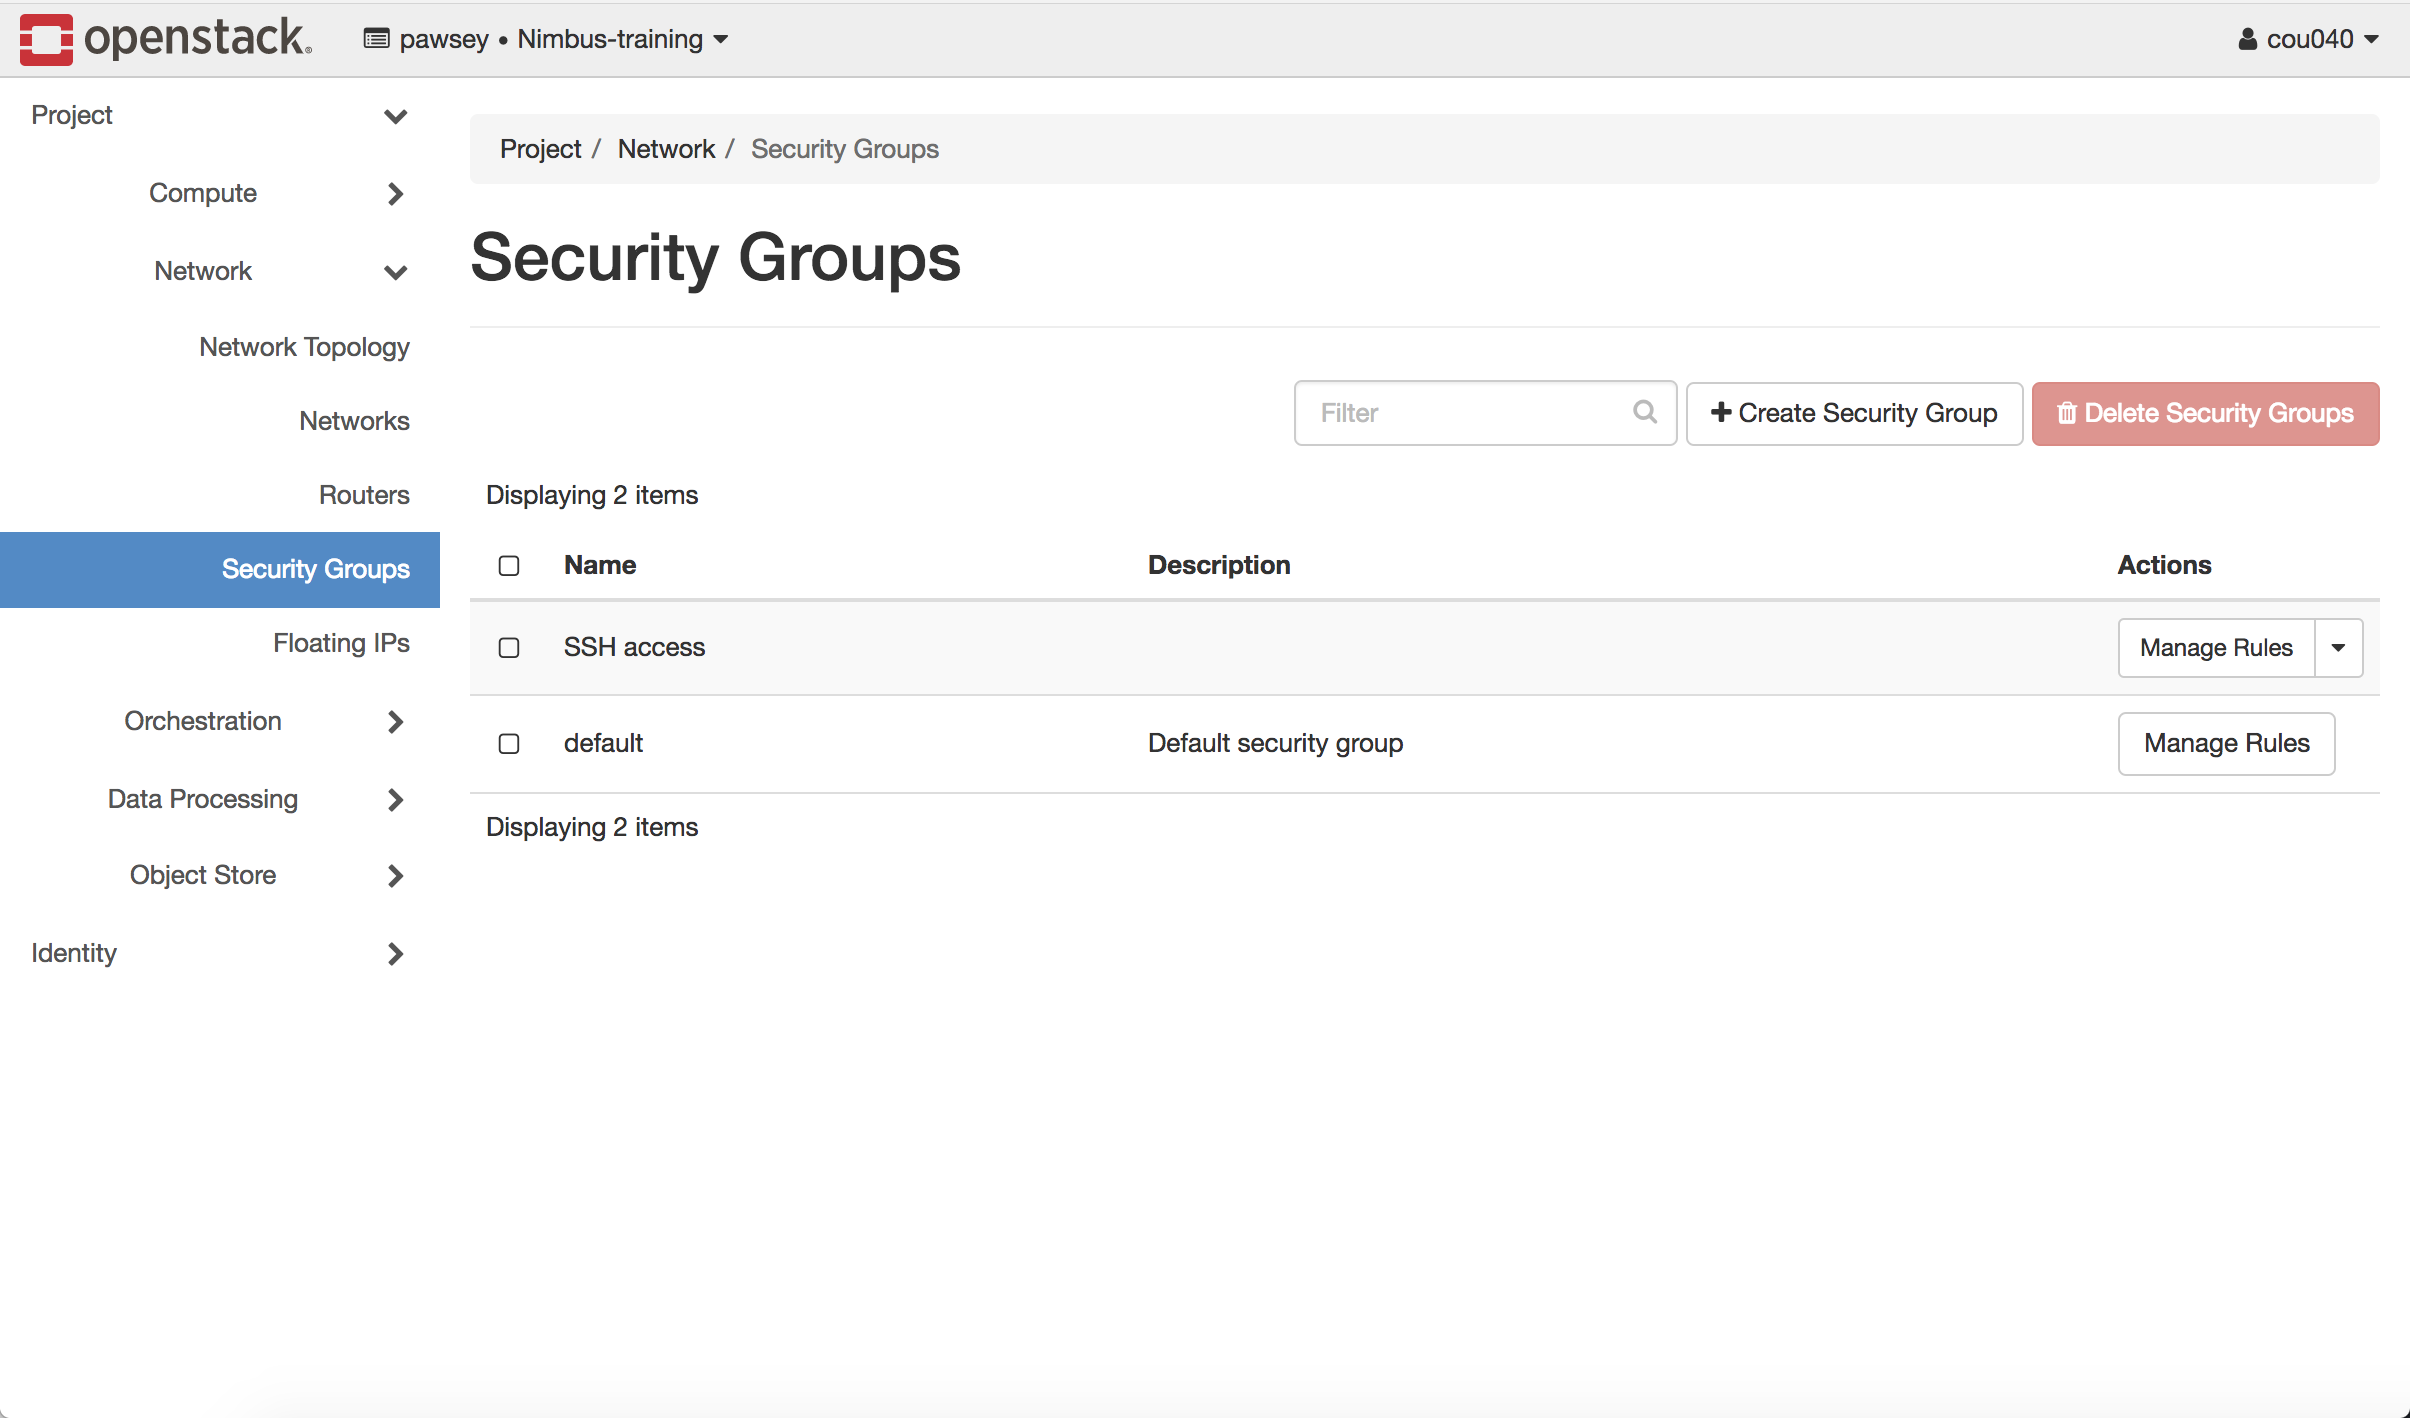 openstack. pawsey • Nimbus-training cou040
Project
Compute
Network
Network Topology
Networks
Routers
Security Groups
Floating IPs
Orchestration
Data Processing
Object Store
Identity
Project / Network / Security Groups
Security Groups
Filter Create Security Group Delete Security Groups
Displaying 2 items
Name Description Actions
SSH access Manage Rules
default Default security group Manage Rules
Displaying 2 items